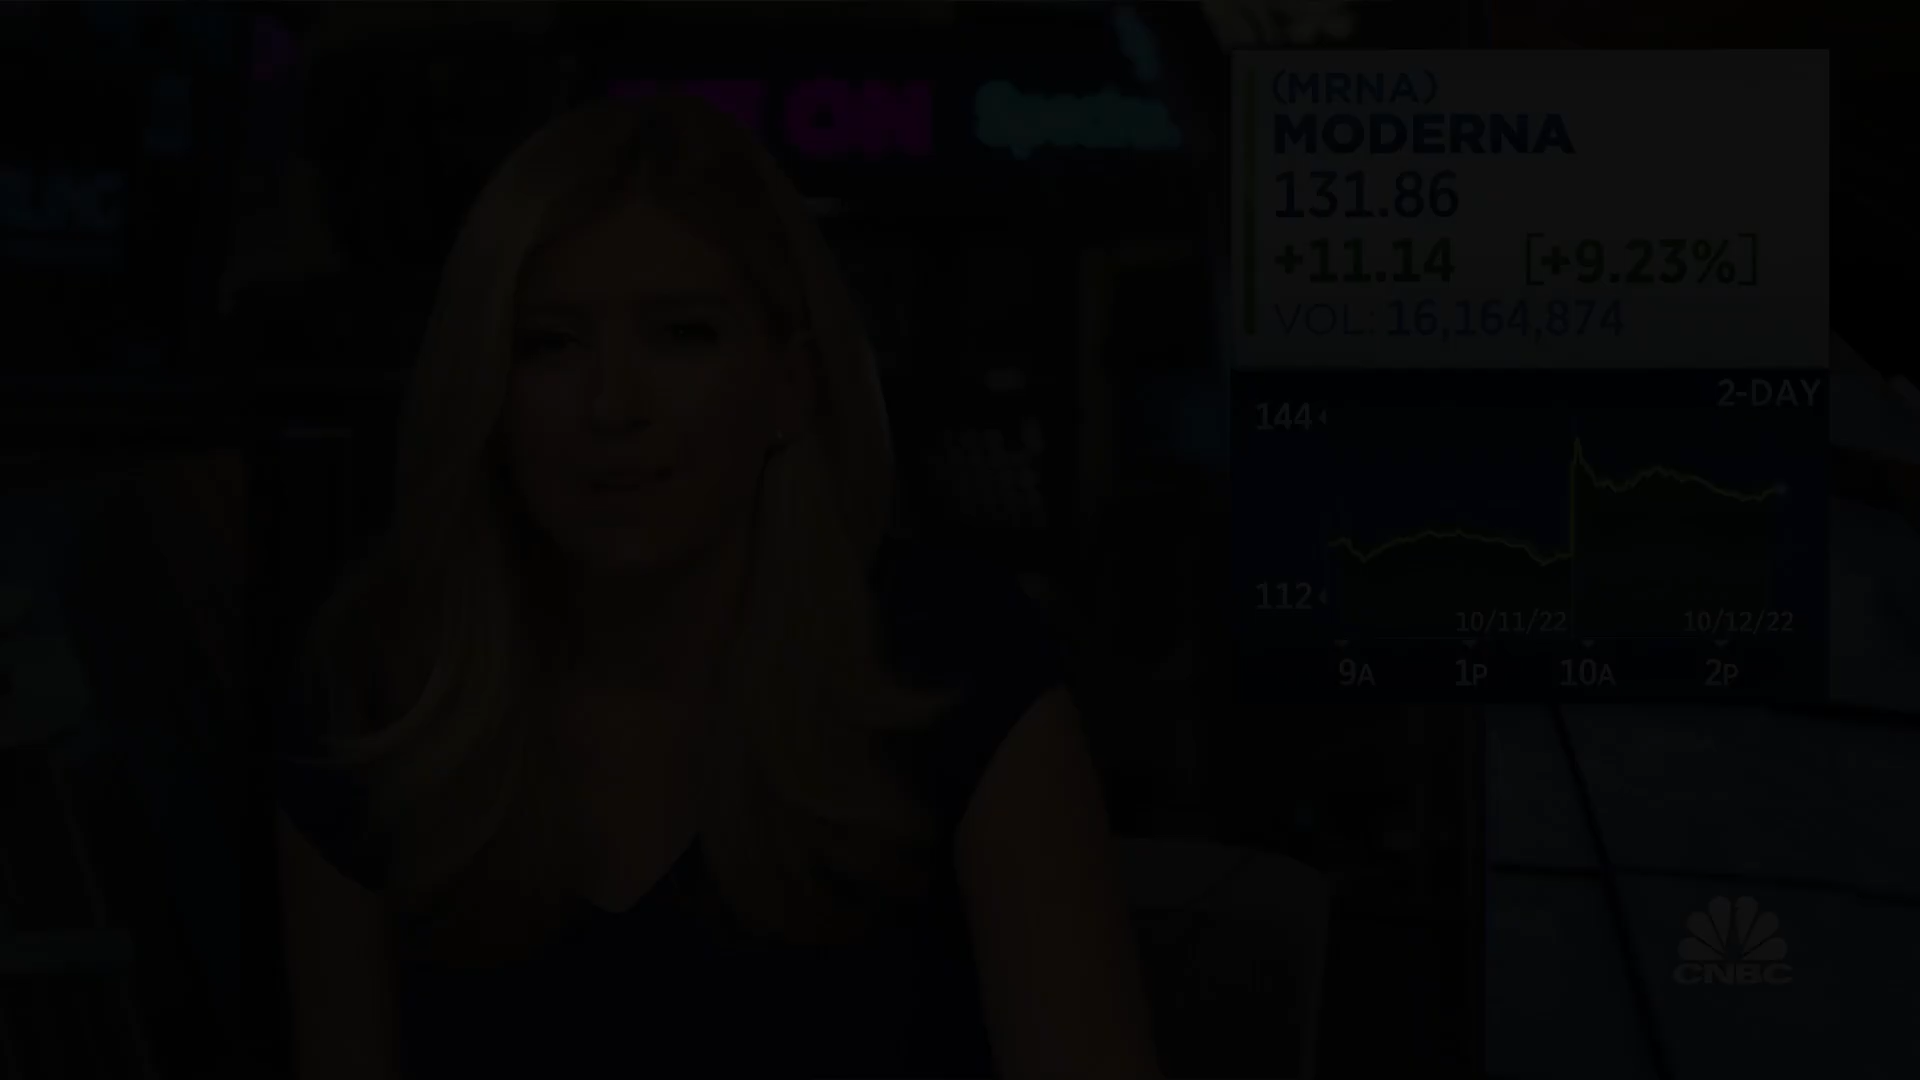 (MRNA)
MODERNA
131.86
+11.14 [+9.23%]
VOL: 16,164,874
2-DAY
144
112
10/11/22 10/12/22
9A 1P 10A 2P
CNBC